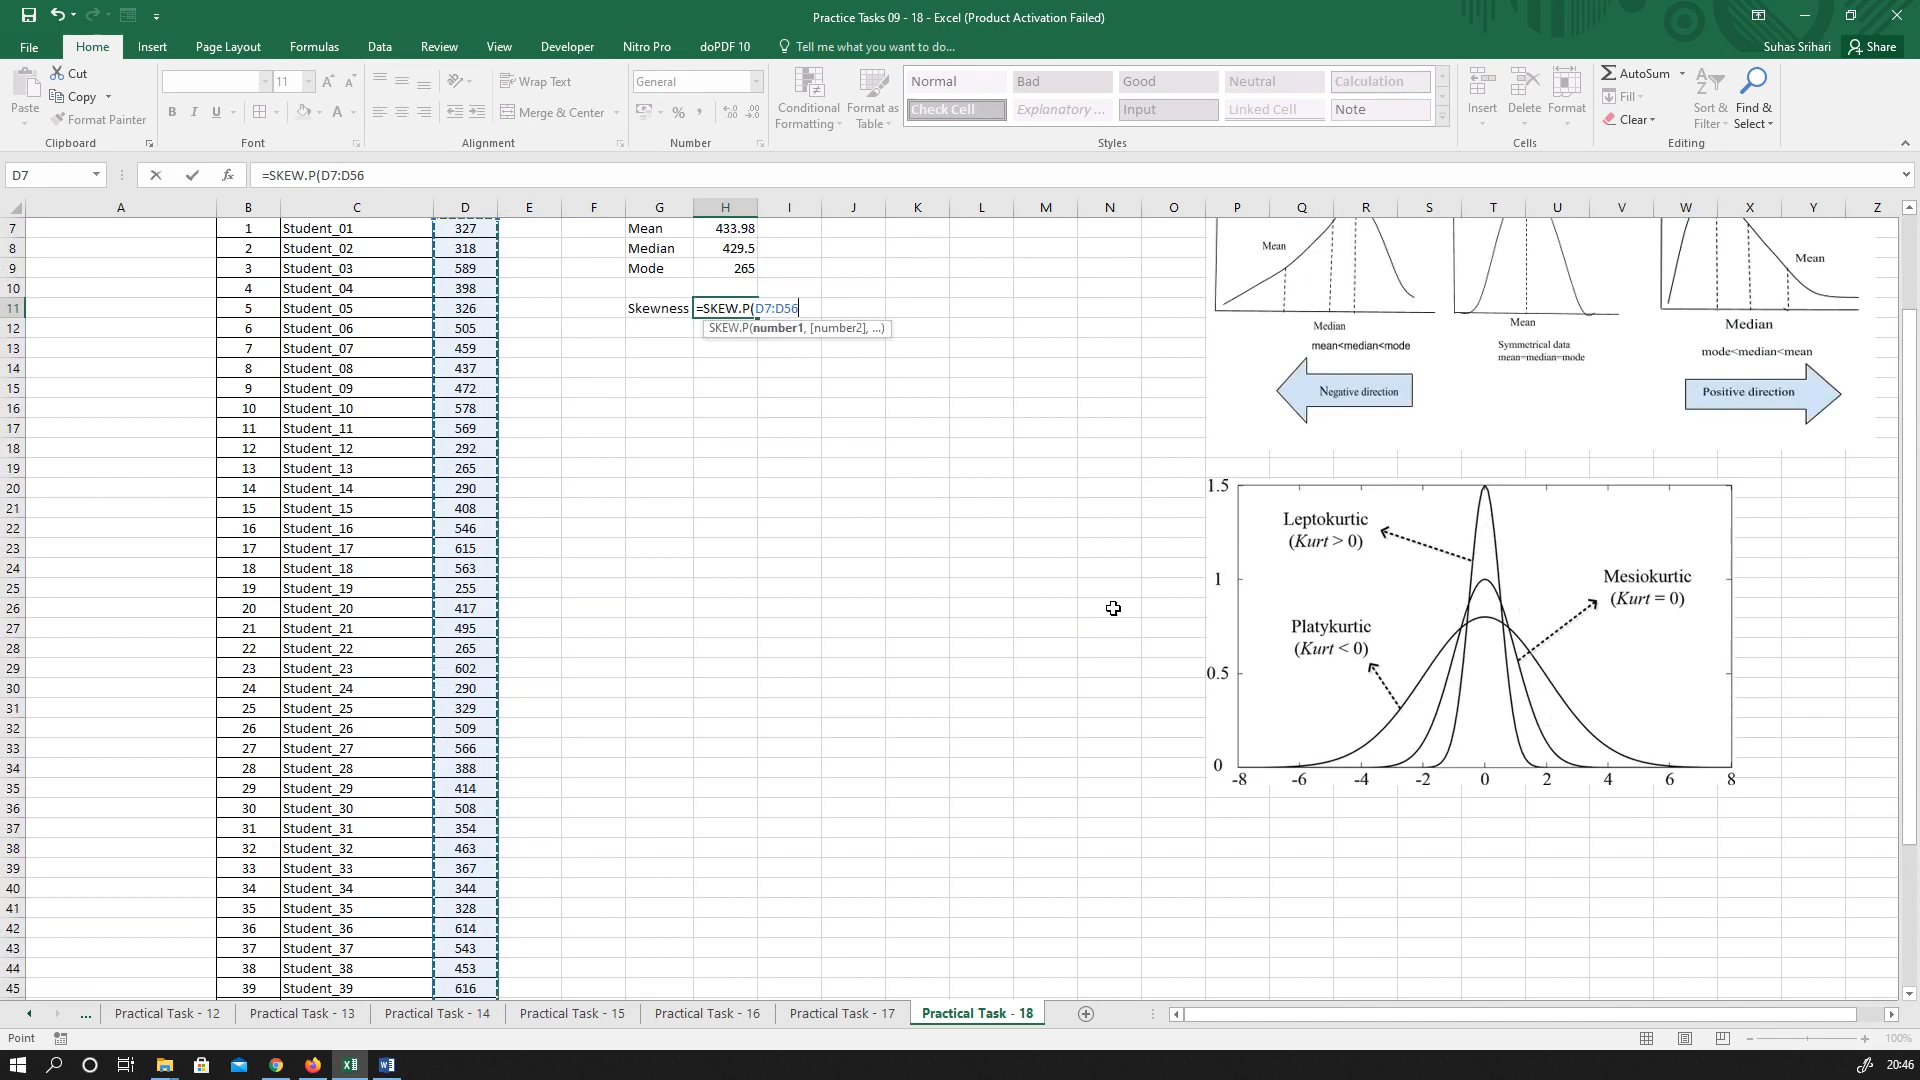 Practice Tasks 09 - 18 - Excel (Product Activation Failed)
File Home Insert Page Layout Formulas Data Review View Developer Nitro Pro doPDF 10 Tell me what you want to do... Suhas Srihari Share
Paste Cut Copy Format Painter Clipboard
11 B I U A A A Font
Wrap Text Merge & Center Alignment
General % , Number
Conditional Formatting Format as Table
Normal Bad Good Neutral Calculation
Check Cell Explanatory ... Input Linked Cell Note
Styles
Insert Delete Format Cells
AutoSum Fill Clear Sort & Filter Find & Select Editing
D7 fx =SKEW.P(D7:D56
A B C D E F G H I J K L M N O P Q R S T U V W X Y Z
7 1 Student_01 327 Mean 433.98
8 2 Student_02 318 Median 429.5
9 3 Student_03 589 Mode 265
10 4 Student_04 398
11 5 Student_05 326 Skewness =SKEW.P(D7:D56
12 6 Student_06 505 SKEW.P(number1, [number2], ...)
13 7 Student_07 459
14 8 Student_08 437
15 9 Student_09 472
16 10 Student_10 578
17 11 Student_11 569
18 12 Student_12 292
19 13 Student_13 265
20 14 Student_14 290
21 15 Student_15 408
22 16 Student_16 546
23 17 Student_17 615
24 18 Student_18 563
25 19 Student_19 255
26 20 Student_20 417
27 21 Student_21 495
28 22 Student_22 265
29 23 Student_23 602
30 24 Student_24 290
31 25 Student_25 329
32 26 Student_26 509
33 27 Student_27 566
34 28 Student_28 388
35 29 Student_29 414
36 30 Student_30 508
37 31 Student_31 354
38 32 Student_32 463
39 33 Student_33 367
40 34 Student_34 344
41 35 Student_35 328
42 36 Student_36 614
43 37 Student_37 543
44 38 Student_38 453
45 39 Student_39 616
Mean
Median
mean<median<mode
Negative direction
Mean
Symmetrical data
mean=median=mode
Mean
Median
mode<median<mean
Positive direction
1.5
1
0.5
0
Leptokurtic
(Kurt > 0)
Mesiokurtic
(Kurt = 0)
Platykurtic
(Kurt < 0)
-8 -6 -4 -2 0 2 4 6 8
... Practical Task - 12 Practical Task - 13 Practical Task - 14 Practical Task - 15 Practical Task - 16 Practical Task - 17 Practical Task - 18
Point 100%
20:46